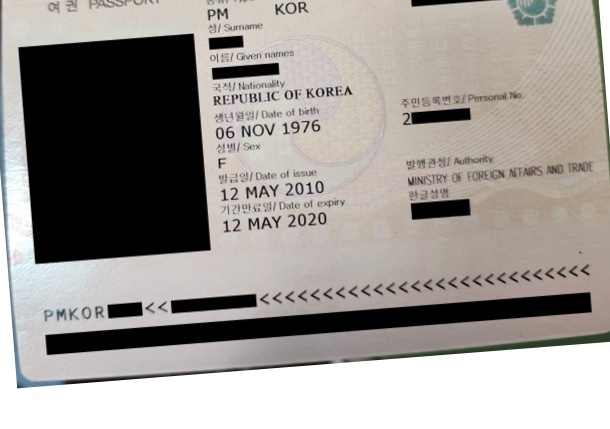 여권 PASSPORT
PM KOR
성/ Surname
이름/ Given names
국적/ Nationality
REPUBLIC OF KOREA
생년월일/ Date of birth
주민등록번호/ Personal No.
06 NOV 1976
2
성별/ Sex
F
발급일/ Date of issue
발행관청/ Authority
12 MAY 2010
MINISTRY OF FOREIGN AFFAIRS AND TRADE
기간만료일/ Date of expiry
한글성명
12 MAY 2020
PMKOR <<  <<<<<<<<<<<<<<<<<<<<<<<<<<<<<<